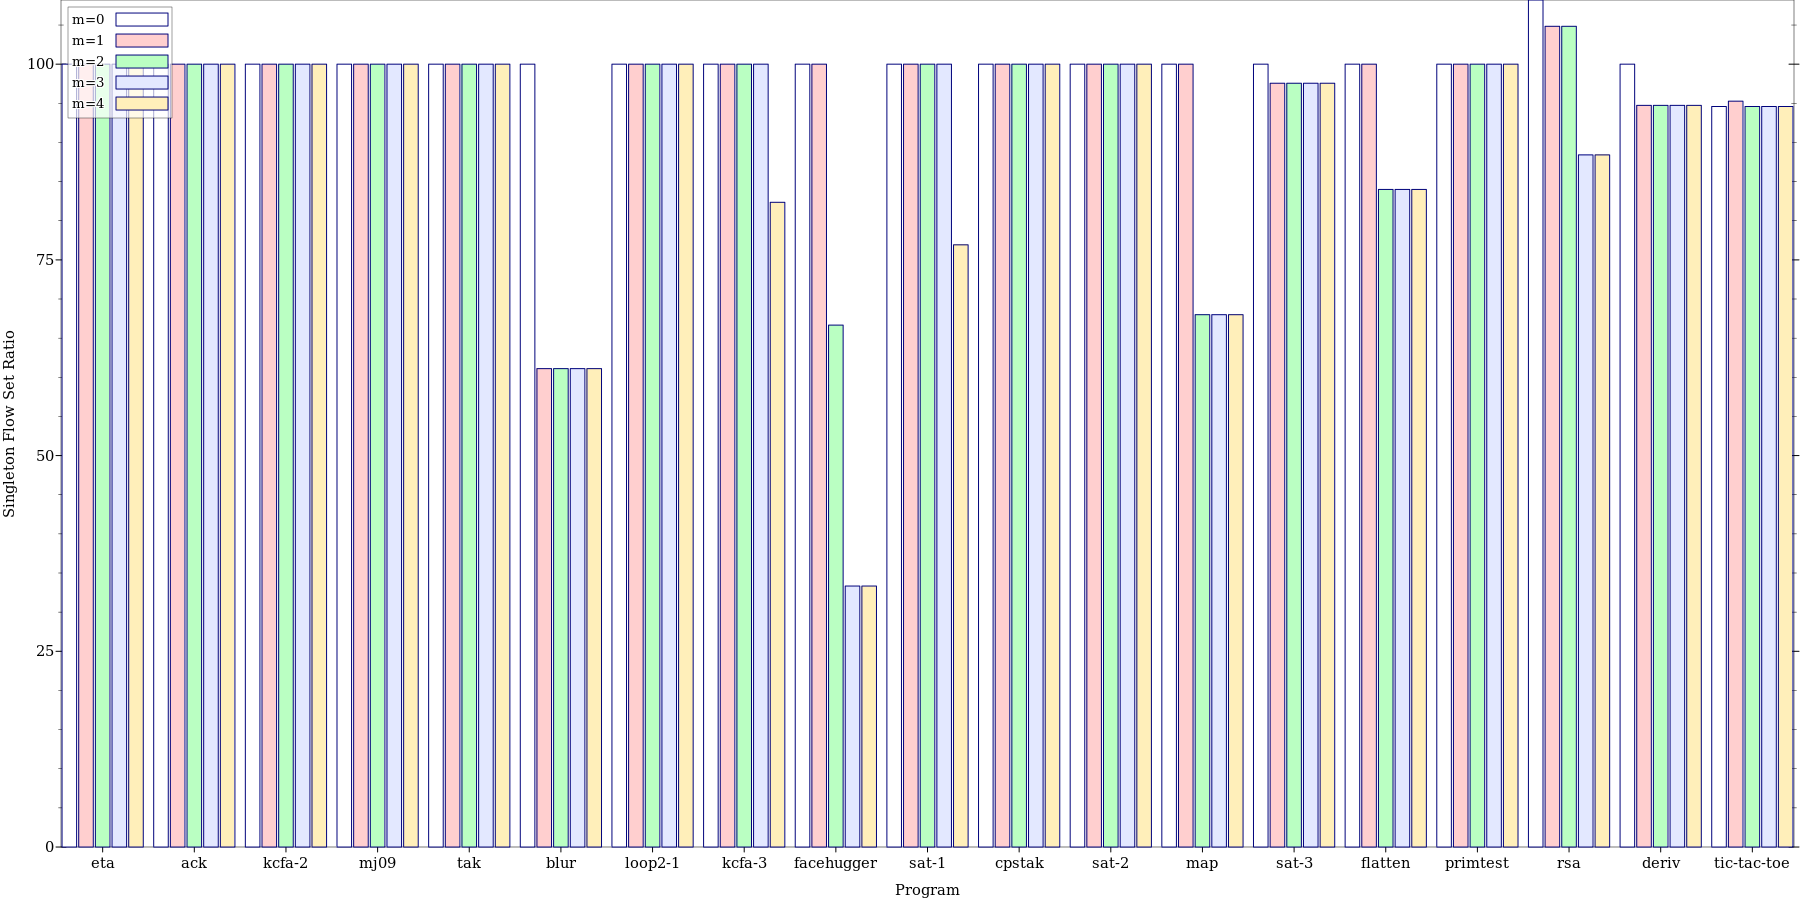 m=0
m=1
m=2
m=3
m=4
100
75
50
25
0
Singleton Flow Set Ratio
eta ack kcfa-2 mj09 tak blur loop2-1 kcfa-3 facehugger sat-1 cpstak sat-2 map sat-3 flatten primtest rsa deriv tic-tac-toe
Program